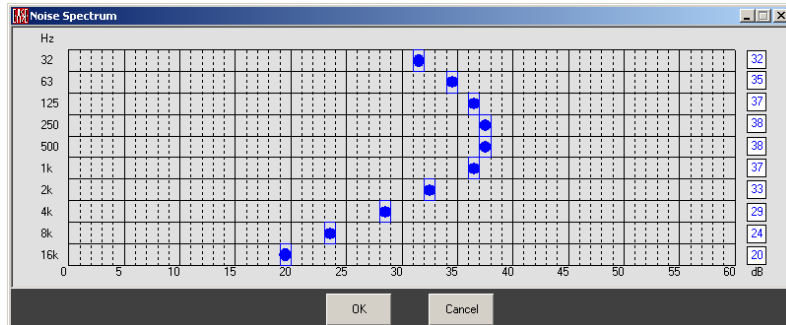 EASE Noise Spectrum
Hz
32 32
63 35
125 37
250 38
500 38
1k 37
2k 33
4k 29
8k 24
16k 20
0 5 10 15 20 25 30 35 40 45 50 55 60 dB
OK Cancel